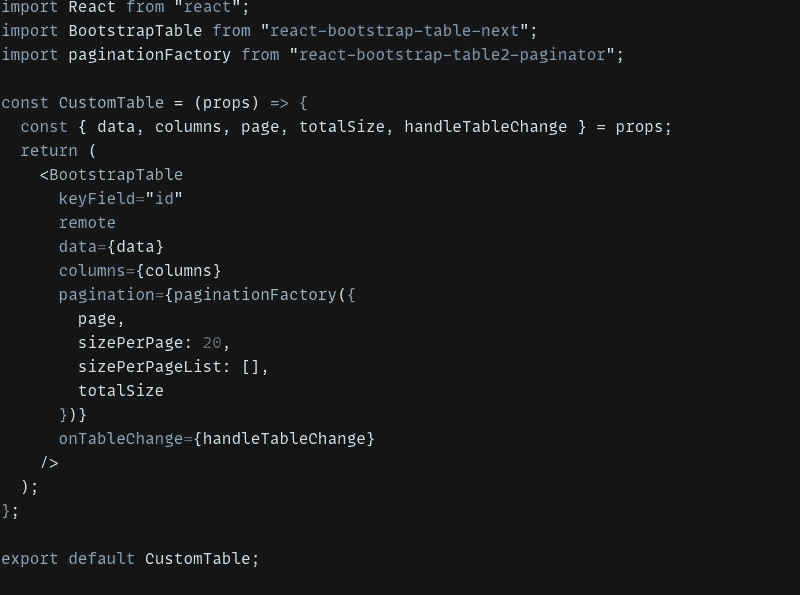 import React from "react";
import BootstrapTable from "react-bootstrap-table-next";
import paginationFactory from "react-bootstrap-table2-paginator";

const CustomTable = (props) => {
  const { data, columns, page, totalSize, handleTableChange } = props;
  return (
    <BootstrapTable
      keyField="id"
      remote
      data={data}
      columns={columns}
      pagination={paginationFactory({
        page,
        sizePerPage: 20,
        sizePerPageList: [],
        totalSize
      })}
      onTableChange={handleTableChange}
    />
  );
};

export default CustomTable;